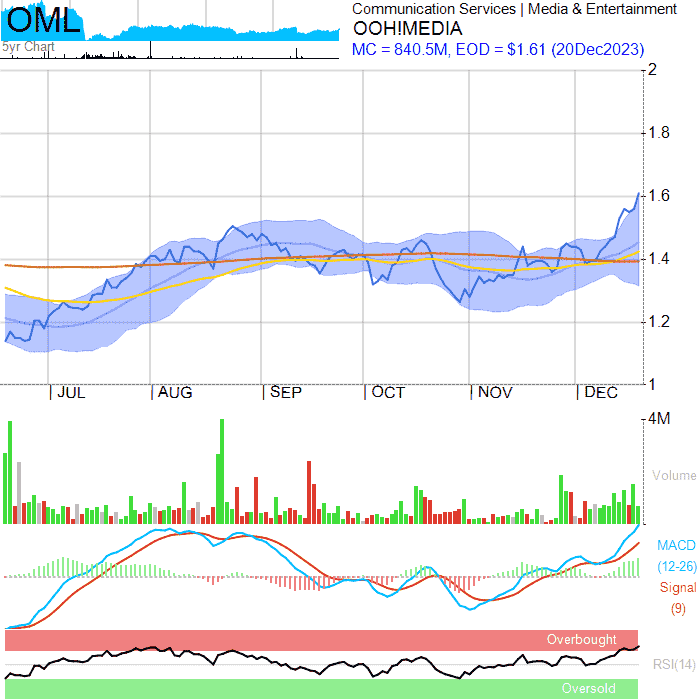 OML
5yr Chart
Communication Services | Media & Entertainment
OOH!MEDIA
MC = 840.5M, EOD = $1.61 (20Dec2023)
2
1.8
1.6
1.4
1.2
1
| JUL | AUG | SEP | OCT | NOV | DEC
4M
Volume
MACD
(12-26)
Signal
(9)
Overbought
RSI(14)
Oversold